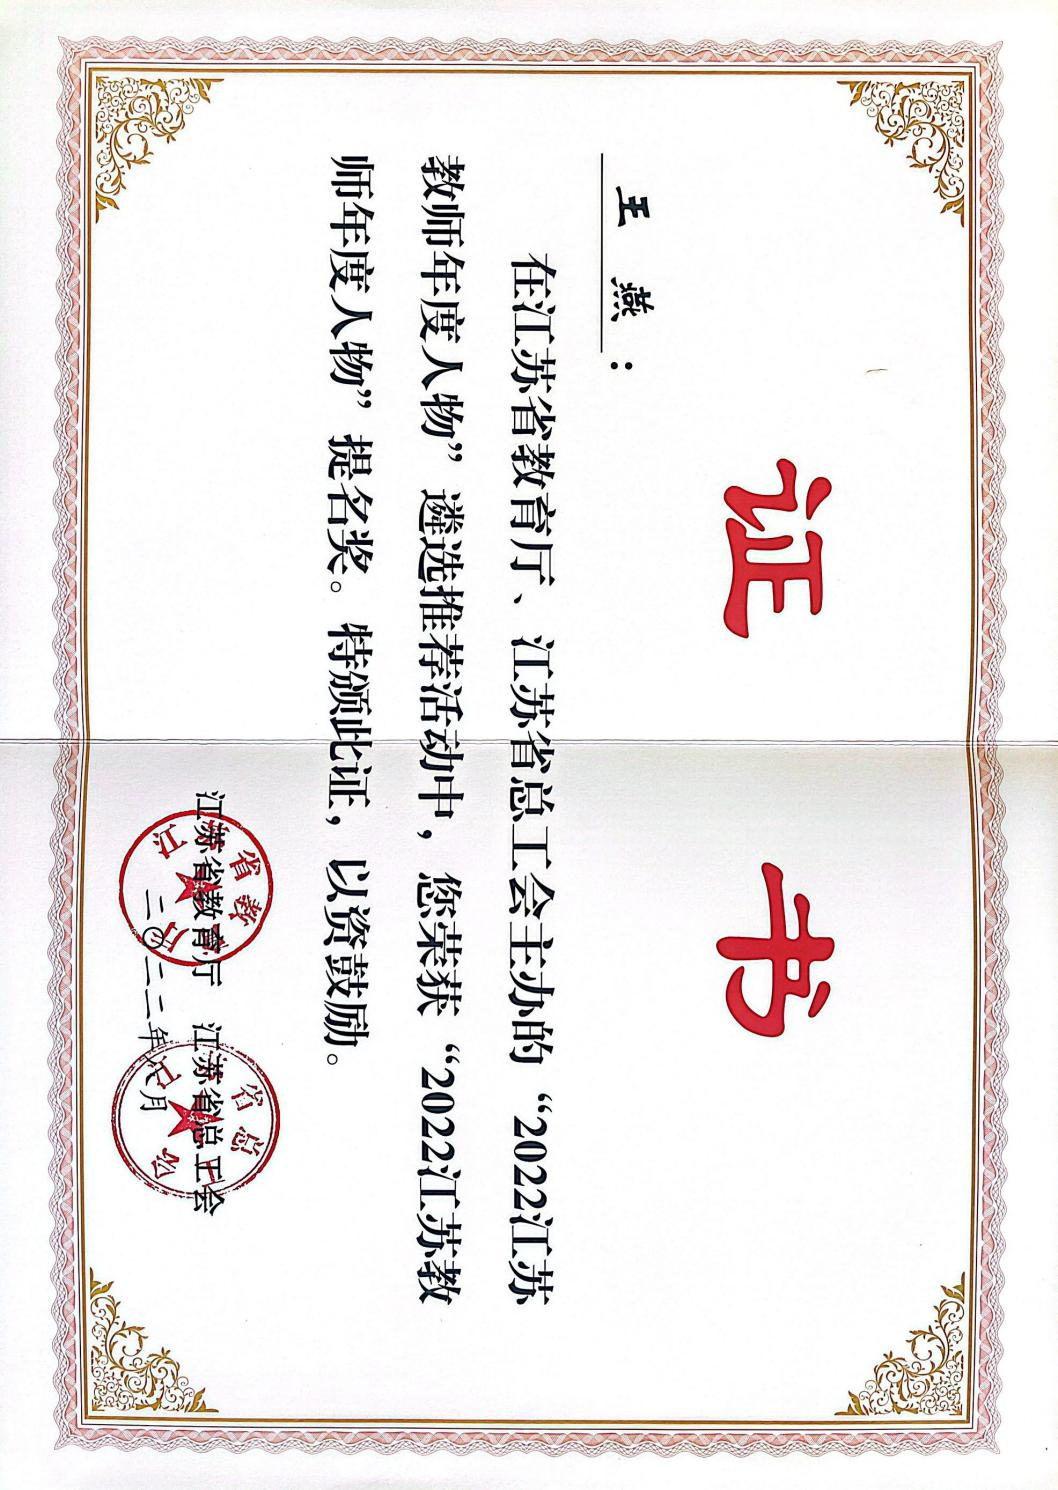 证书
王燕：
在江苏省教育厅、江苏省总工会主办的“2022江苏
教师年度人物”遴选推荐活动中，您荣获“2022江苏教
师年度人物”提名奖。特颁此证，以资鼓励。
江苏省教育厅 江苏省总工会
二〇二二年八月